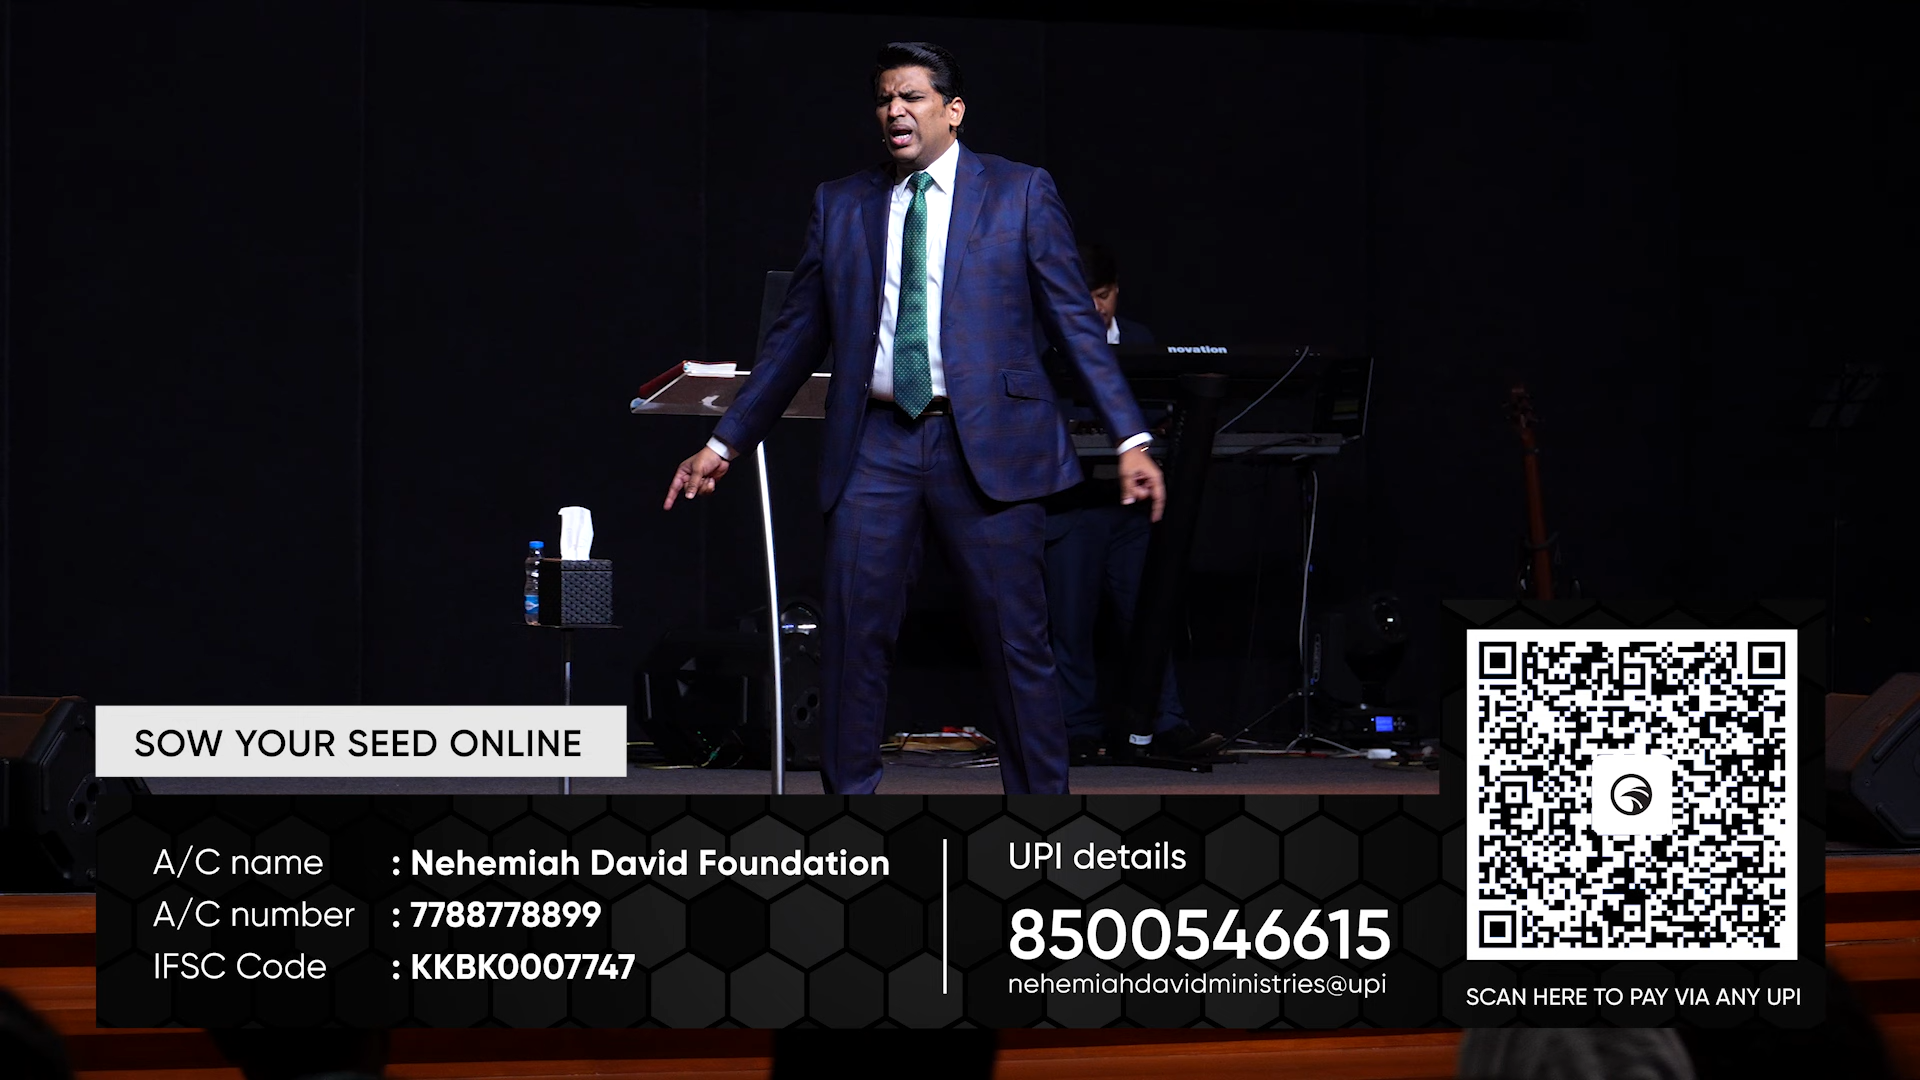 novation
SOW YOUR SEED ONLINE
A/C name : Nehemiah David Foundation
A/C number : 7788778899
IFSC Code : KKBK0007747
UPI details
8500546615
nehemiahdavidministries@upi
SCAN HERE TO PAY VIA ANY UPI